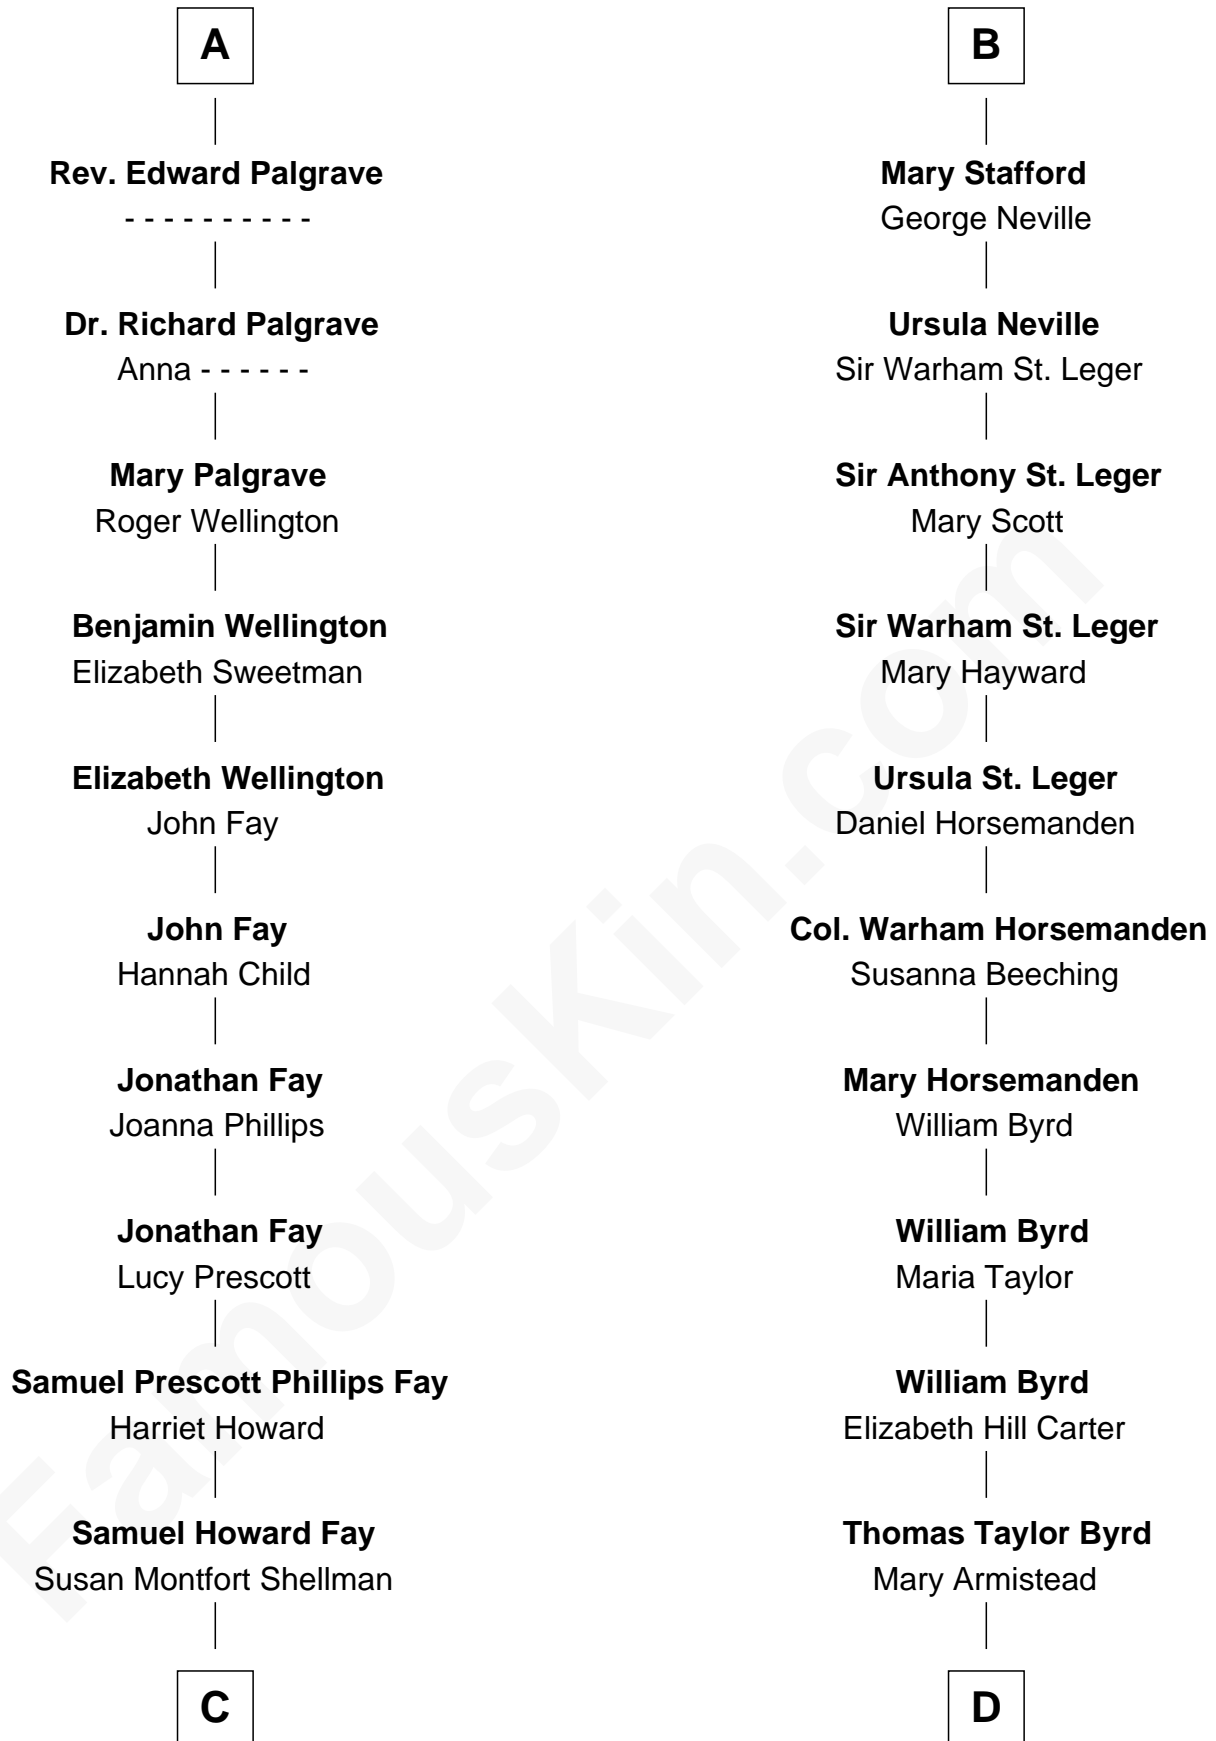 A
Rev. Edward Palgrave
- - - - - - - - - -
Dr. Richard Palgrave
Anna - - - - - -
Mary Palgrave
Roger Wellington
Benjamin Wellington
Elizabeth Sweetman
Elizabeth Wellington
John Fay
John Fay
Hannah Child
Jonathan Fay
Joanna Phillips
Jonathan Fay
Lucy Prescott
Samuel Prescott Phillips Fay
Harriet Howard
Samuel Howard Fay
Susan Montfort Shellman
C
B
Mary Stafford
George Neville
Ursula Neville
Sir Warham St. Leger
Sir Anthony St. Leger
Mary Scott
Sir Warham St. Leger
Mary Hayward
Ursula St. Leger
Daniel Horsemanden
Col. Warham Horsemanden
Susanna Beeching
Mary Horsemanden
William Byrd
William Byrd
Maria Taylor
William Byrd
Elizabeth Hill Carter
Thomas Taylor Byrd
Mary Armistead
D
FamousKin.com